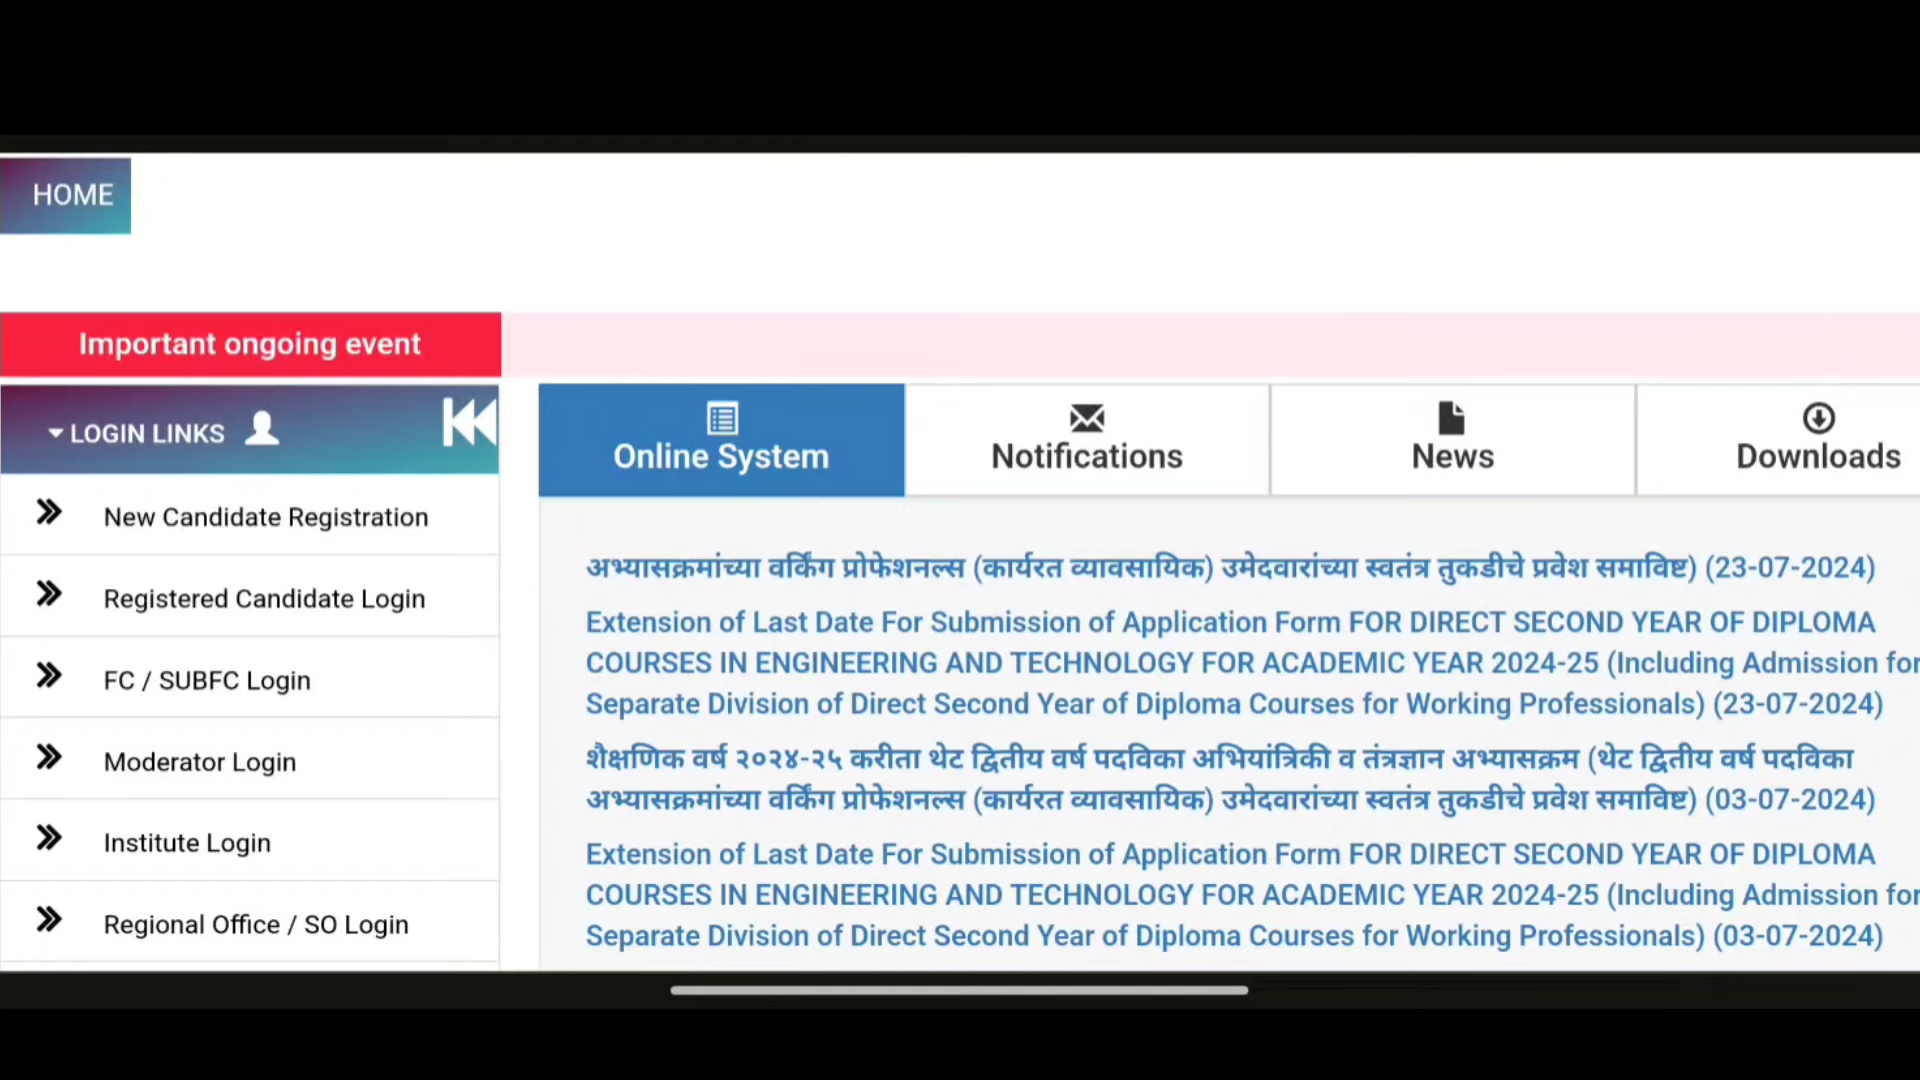 HOME
Important ongoing event
LOGIN LINKS
New Candidate Registration
Registered Candidate Login
FC / SUBFC Login
Moderator Login
Institute Login
Regional Office / SO Login
Online System
Notifications
News
Downloads
अभ्यासक्रमांच्या वर्किंग प्रोफेशनल्स (कार्यरत व्यावसायिक) उमेदवारांच्या स्वतंत्र तुकडीचे प्रवेश समाविष्ट) (23-07-2024)
Extension of Last Date For Submission of Application Form FOR DIRECT SECOND YEAR OF DIPLOMA
COURSES IN ENGINEERING AND TECHNOLOGY FOR ACADEMIC YEAR 2024-25 (Including Admission for
Separate Division of Direct Second Year of Diploma Courses for Working Professionals) (23-07-2024)
शैक्षणिक वर्ष २०२४-२५ करीता थेट द्वितीय वर्ष पदविका अभियांत्रिकी व तंत्रज्ञान अभ्यासक्रम (थेट द्वितीय वर्ष पदविका
अभ्यासक्रमांच्या वर्किंग प्रोफेशनल्स (कार्यरत व्यावसायिक) उमेदवारांच्या स्वतंत्र तुकडीचे प्रवेश समाविष्ट) (03-07-2024)
Extension of Last Date For Submission of Application Form FOR DIRECT SECOND YEAR OF DIPLOMA
COURSES IN ENGINEERING AND TECHNOLOGY FOR ACADEMIC YEAR 2024-25 (Including Admission for
Separate Division of Direct Second Year of Diploma Courses for Working Professionals) (03-07-2024)